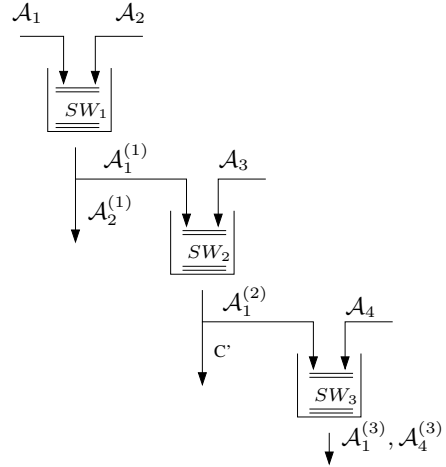 𝒜₁ 𝒜₂
SW₁
𝒜₁⁽¹⁾ 𝒜₃
𝒜₂⁽¹⁾
SW₂
𝒜₁⁽²⁾ 𝒜₄
C'
SW₃
𝒜₁⁽³⁾, 𝒜₄⁽³⁾